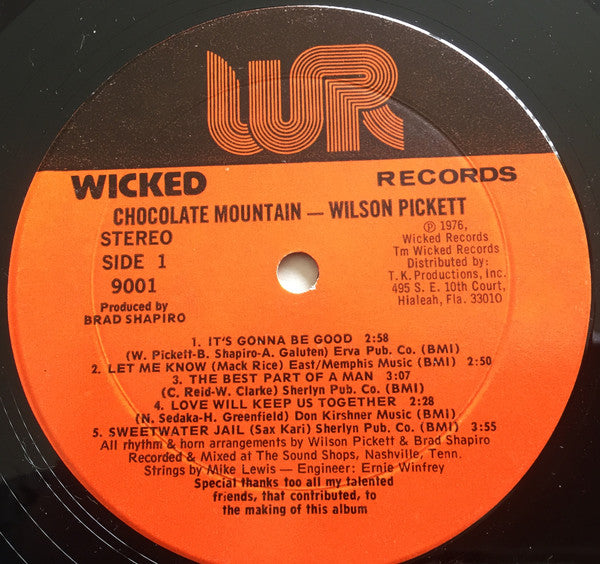 WR
WICKED RECORDS
CHOCOLATE MOUNTAIN — WILSON PICKETT
STEREO
SIDE 1
9001
Produced by
BRAD SHAPIRO
℗ 1976,
Wicked Records
Tm Wicked Records
Distributed by:
T. K. Productions, Inc.
495 S. E. 10th Court,
Hialeah, Fla. 33010
1. IT'S GONNA BE GOOD 2:58
(W. Pickett-B. Shapiro-A. Galuten) Erva Pub. Co. (BMI)
2. LET ME KNOW (Mack Rice) East/Memphis Music (BMI) 2:50
3. THE BEST PART OF A MAN 3:07
(C. Reid-W. Clarke) Sherlyn Pub. Co. (BMI)
4. LOVE WILL KEEP US TOGETHER 2:28
(N. Sedaka-H. Greenfield) Don Kirshner Music (BMI)
5. SWEETWATER JAIL (Sax Kari) Sherlyn Pub. Co. (BMI) 3:55
All rhythm & horn arrangements by Wilson Pickett & Brad Shapiro
Recorded & Mixed at The Sound Shops, Nashville, Tenn.
Strings by Mike Lewis — Engineer: Ernie Winfrey
Special thanks too all my talented
friends, that contributed, to
the making of this album